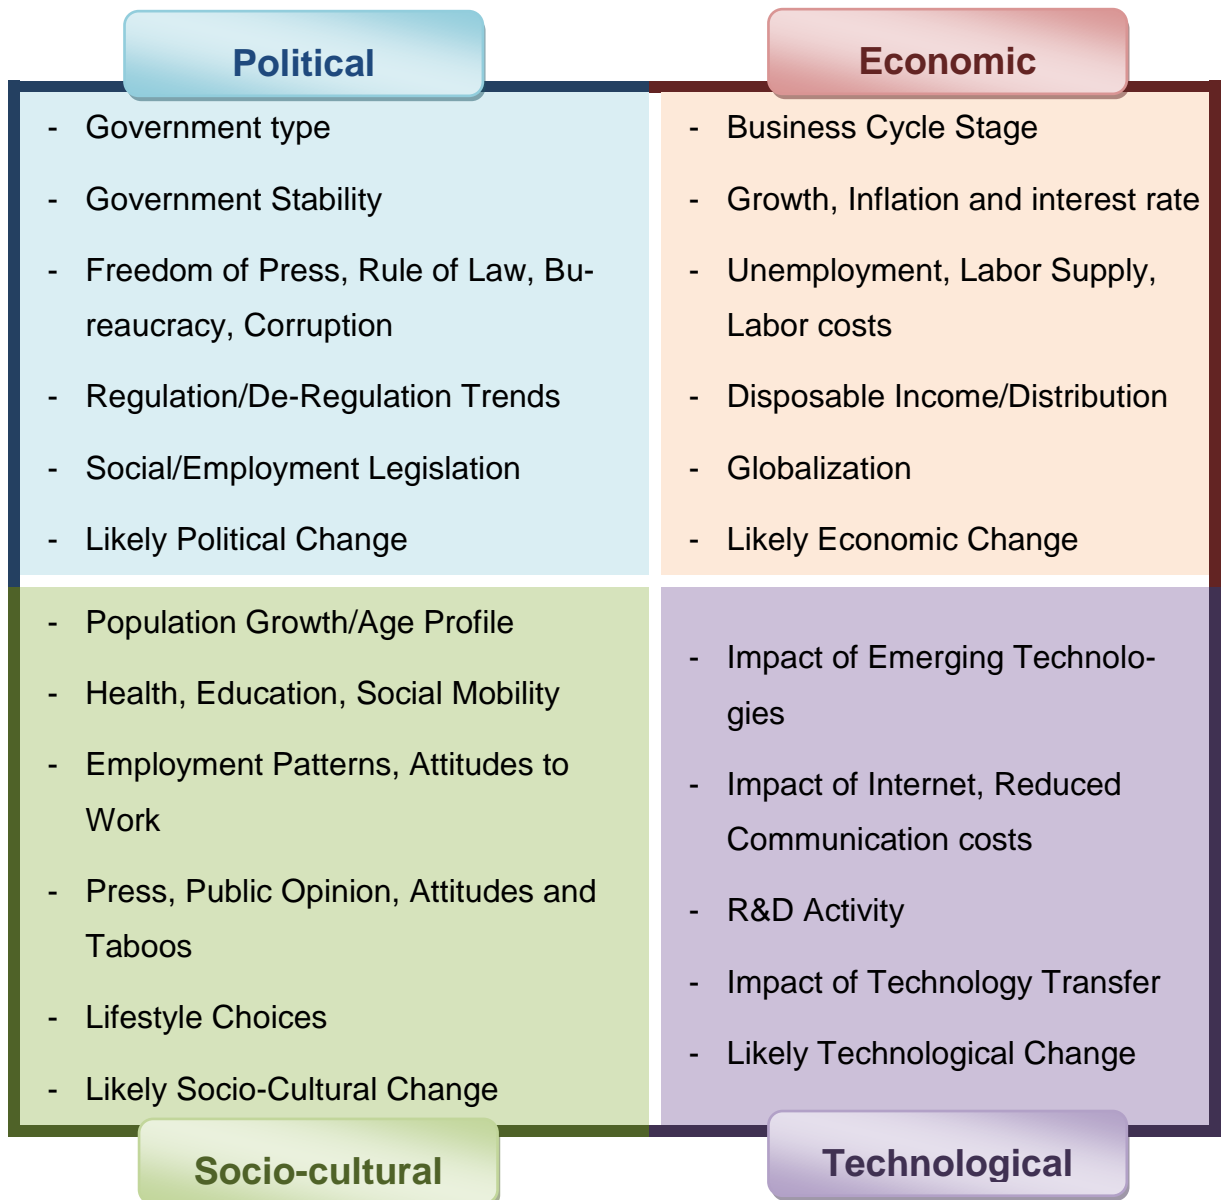 Political
- Government type
- Government Stability
- Freedom of Press, Rule of Law, Bu-
reaucracy, Corruption
- Regulation/De-Regulation Trends
- Social/Employment Legislation
- Likely Political Change
Economic
- Business Cycle Stage
- Growth, Inflation and interest rate
- Unemployment, Labor Supply,
Labor costs
- Disposable Income/Distribution
- Globalization
- Likely Economic Change
- Population Growth/Age Profile
- Health, Education, Social Mobility
- Employment Patterns, Attitudes to
Work
- Press, Public Opinion, Attitudes and
Taboos
- Lifestyle Choices
- Likely Socio-Cultural Change
Socio-cultural
- Impact of Emerging Technolo-
gies
- Impact of Internet, Reduced
Communication costs
- R&D Activity
- Impact of Technology Transfer
- Likely Technological Change
Technological